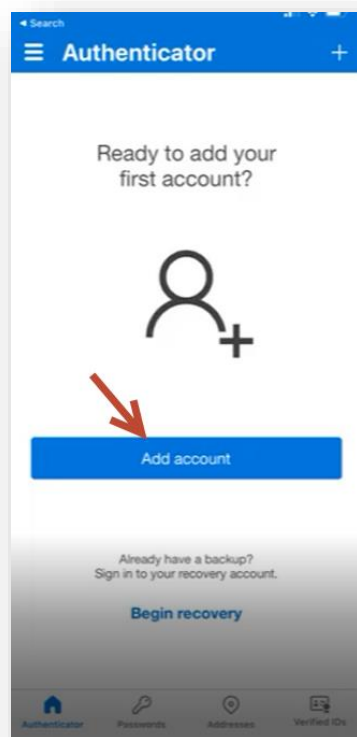 Search
Authenticator
Ready to add your
first account?
Add account
Already have a backup?
Sign in to your recovery account.
Begin recovery
Authenticator Passwords Addresses Verified IDs